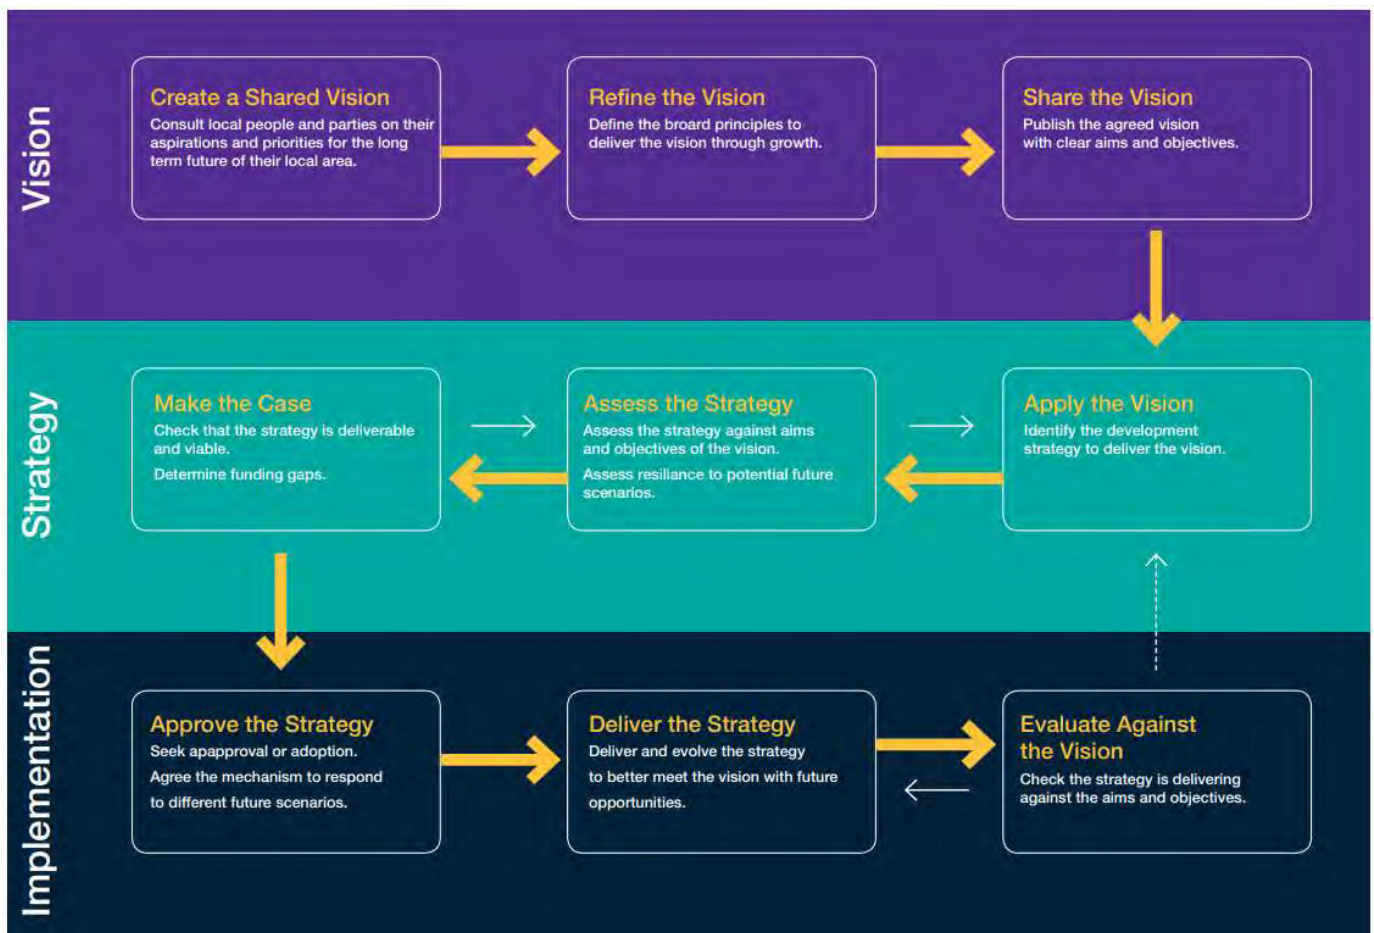 Vision
Create a Shared Vision
Consult local people and parties on their
aspirations and priorities for the long
term future of their local area.
Refine the Vision
Define the broard principles to
deliver the vision through growth.
Share the Vision
Publish the agreed vision
with clear aims and objectives.
Strategy
Make the Case
Check that the strategy is deliverable
and viable.
Determine funding gaps.
Assess the Strategy
Assess the strategy against aims
and objectives of the vision.
Assess resiliance to potential future
scenarios.
Apply the Vision
Identify the development
strategy to deliver the vision.
Implementation
Approve the Strategy
Seek apapproval or adoption.
Agree the mechanism to respond
to different future scenarios.
Deliver the Strategy
Deliver and evolve the strategy
to better meet the vision with future
opportunities.
Evaluate Against
the Vision
Check the strategy is delivering
against the aims and objectives.